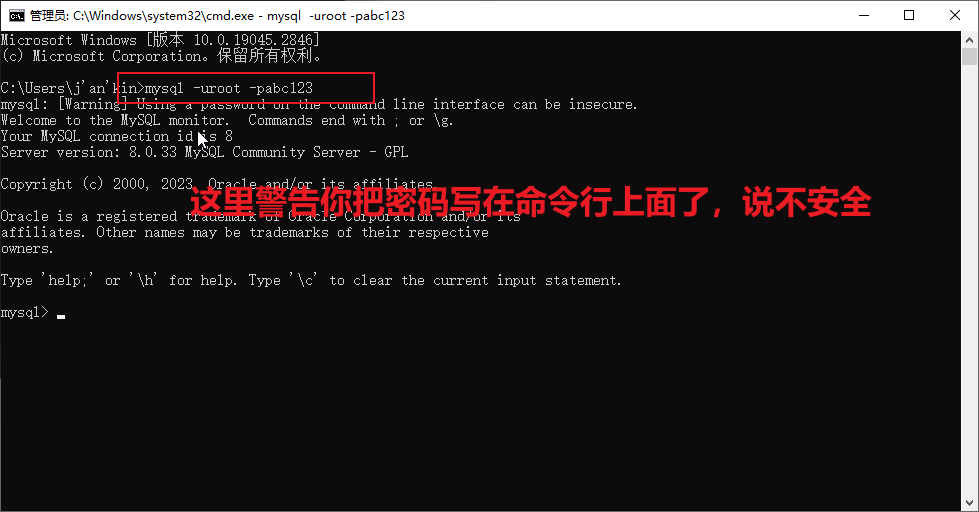 管理员: C:\Windows\system32\cmd.exe - mysql  -uroot -pabc123
Microsoft Windows [版本 10.0.19045.2846]
(c) Microsoft Corporation。保留所有权利。
C:\Users\j'an'kin>mysql -uroot -pabc123
mysql: [Warning] Using a password on the command line interface can be insecure.
Welcome to the MySQL monitor.  Commands end with ; or \g.
Your MySQL connection id is 8
Server version: 8.0.33 MySQL Community Server - GPL
Copyright (c) 2000, 2023, Oracle and/or its affiliates.
这里警告你把密码写在命令行上面了，说不安全
Oracle is a registered trademark of Oracle Corporation and/or its
affiliates. Other names may be trademarks of their respective
owners.
Type 'help;' or '\h' for help. Type '\c' to clear the current input statement.
mysql>